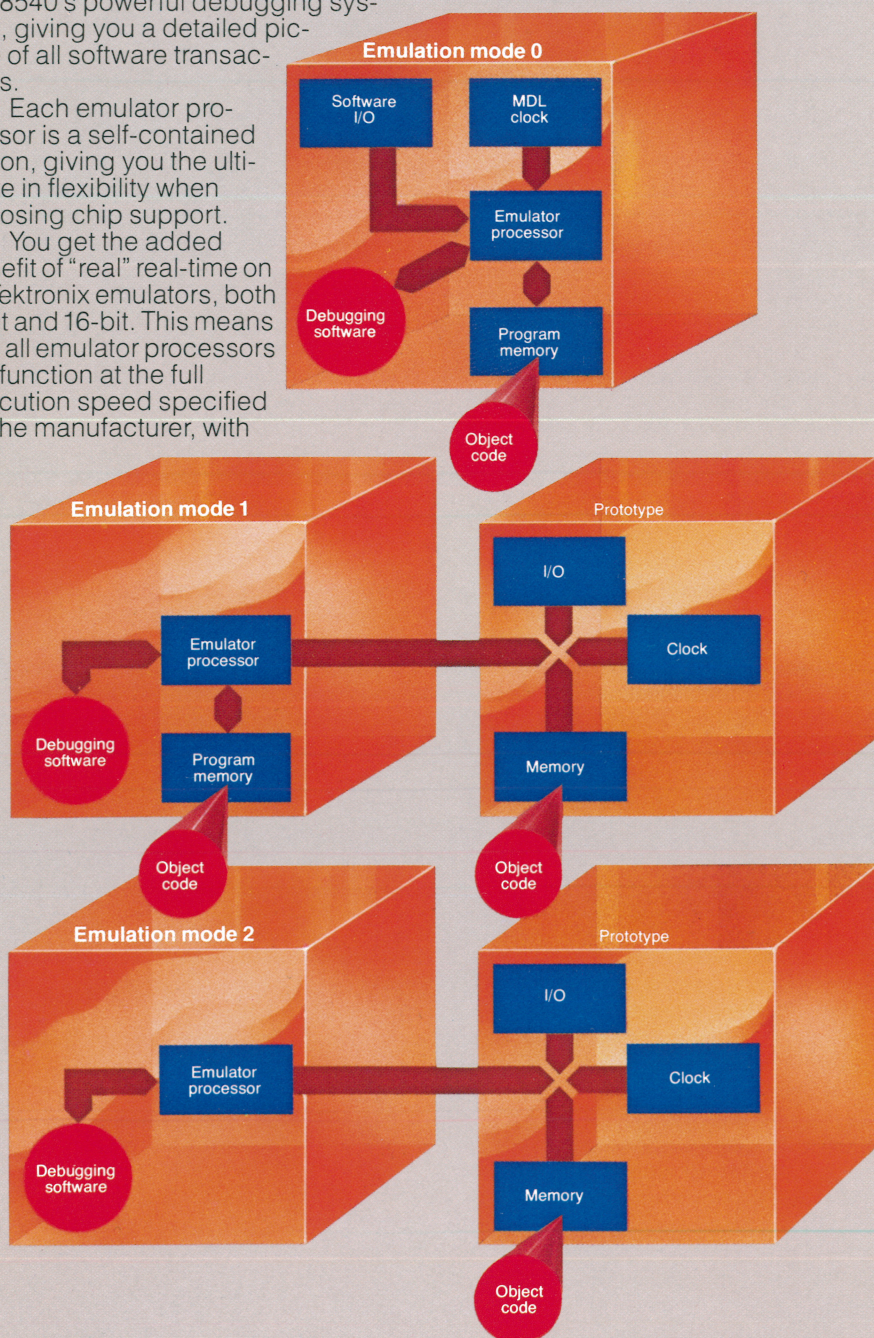 8540's powerful debugging sys-
, giving you a detailed pic-
of all software transac-
s.
Each emulator pro-
sor is a self-contained
on, giving you the ulti-
e in flexibility when
osing chip support.
You get the added
efit of “real” real-time on
ektronix emulators, both
t and 16-bit. This means
all emulator processors
function at the full
cution speed specified
he manufacturer, with
Emulation mode 0
Software
I/O
MDL
clock
Emulator
processor
Debugging
software
Program
memory
Object
code
Emulation mode 1
Emulator
processor
Debugging
software
Program
memory
Object
code
Prototype
I/O
Clock
Memory
Object
code
Emulation mode 2
Emulator
processor
Debugging
software
Prototype
I/O
Clock
Memory
Object
code